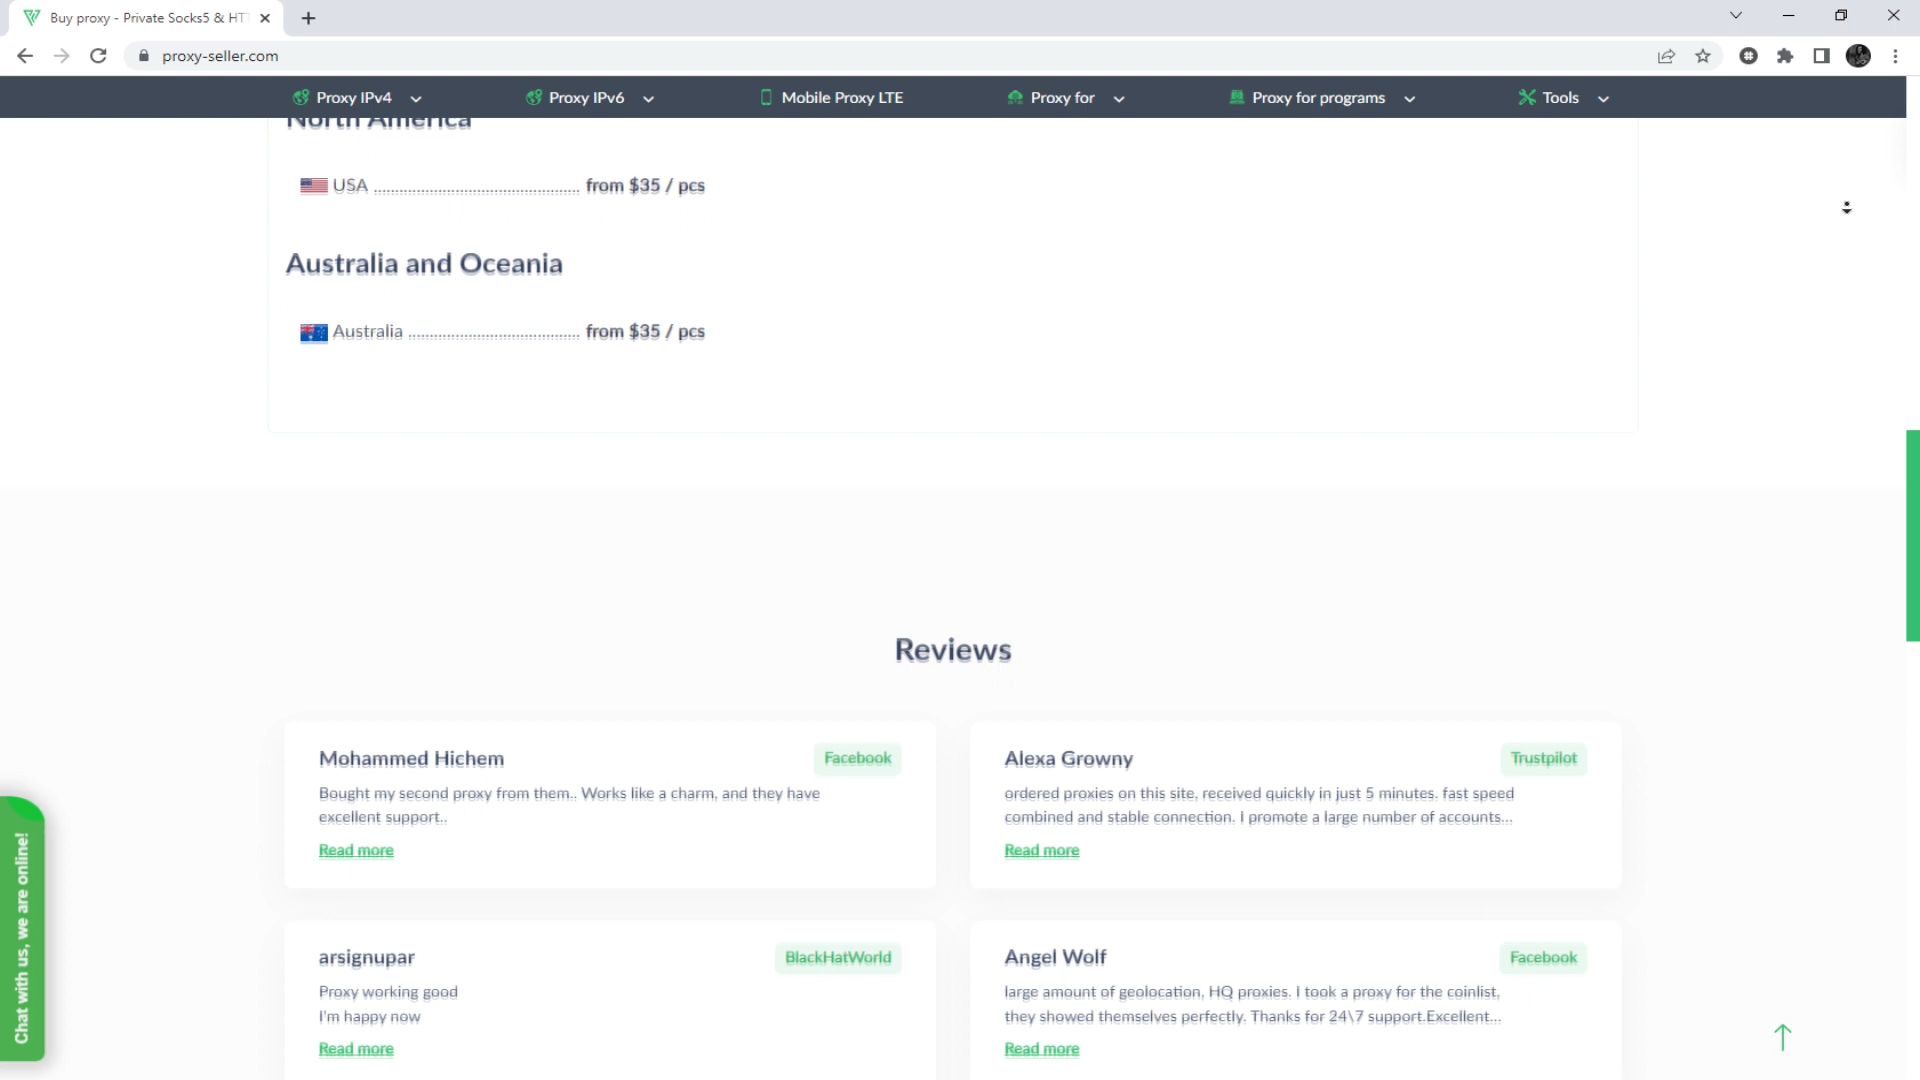 Buy proxy - Private Socks5 & HT
proxy-seller.com
Proxy IPv4
Proxy IPv6
Mobile Proxy LTE
Proxy for
Proxy for programs
Tools
North America
USA ............................................ from $35 / pcs
Australia and Oceania
Australia ..................................... from $35 / pcs
Reviews
Mohammed Hichem
Facebook
Bought my second proxy from them.. Works like a charm, and they have
excellent support..
Read more
Alexa Growny
Trustpilot
ordered proxies on this site, received quickly in just 5 minutes. fast speed
combined and stable connection. I promote a large number of accounts...
Read more
arsignupar
BlackHatWorld
Proxy working good
I'm happy now
Read more
Angel Wolf
Facebook
large amount of geolocation, HQ proxies. I took a proxy for the coinlist,
they showed themselves perfectly. Thanks for 24\7 support.Excellent...
Read more
Chat with us, we are online!